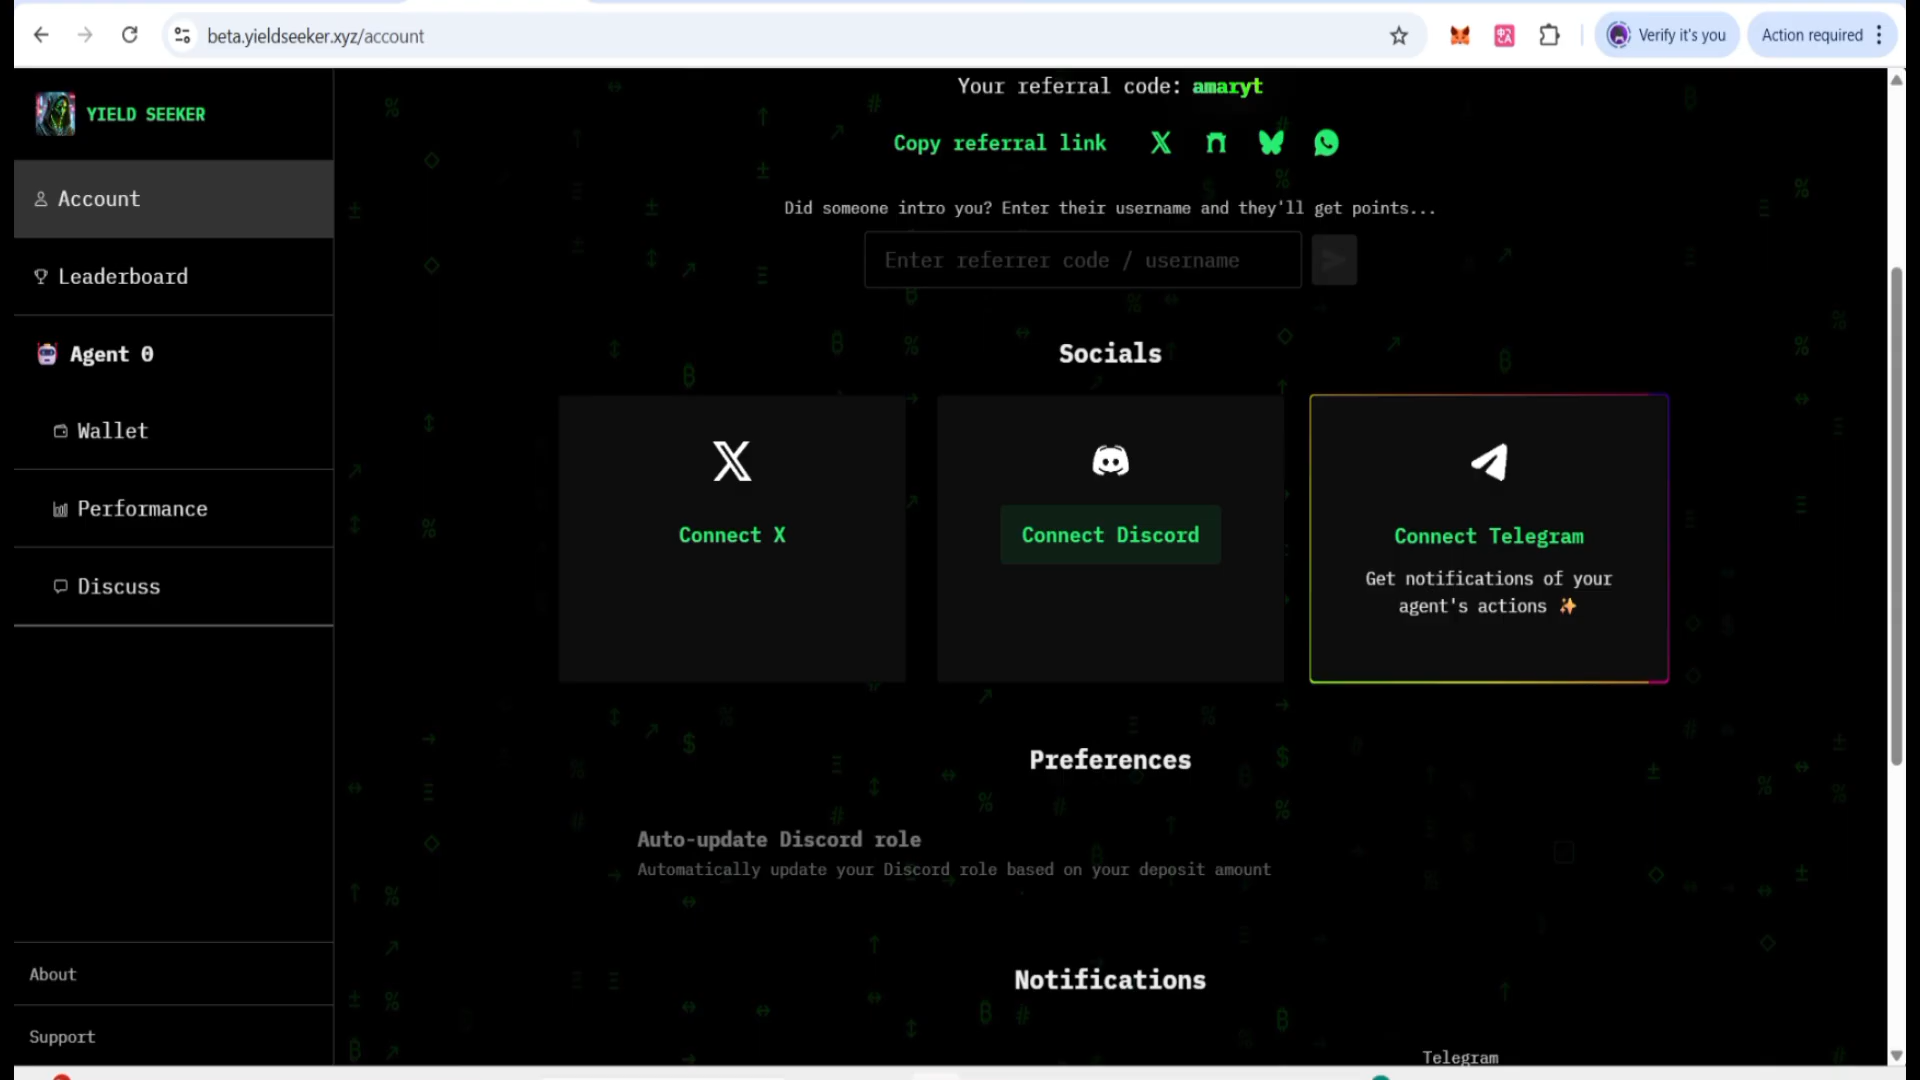 beta.yieldseeker.xyz/account
Verify it's you
Action required
YIELD SEEKER
Account
Leaderboard
Agent 0
Wallet
Performance
Discuss
About
Support
Your referral code: amaryt
Copy referral link
Did someone intro you? Enter their username and they'll get points...
Enter referrer code / username
Socials
Connect X
Connect Discord
Connect Telegram
Get notifications of your
agent's actions ✨
Preferences
Auto-update Discord role
Automatically update your Discord role based on your deposit amount
Notifications
Telegram